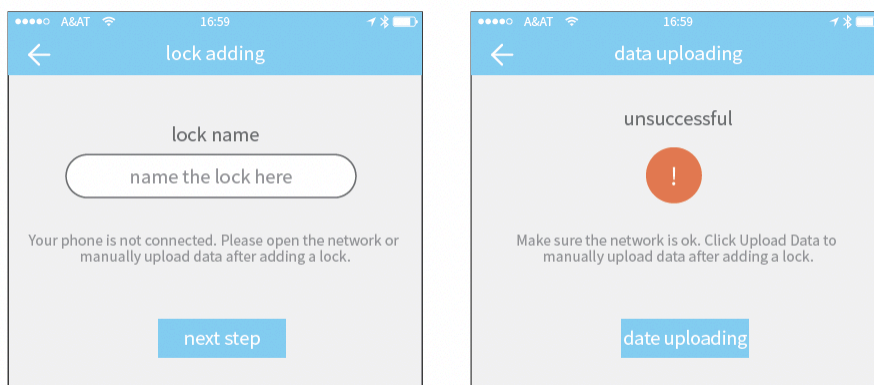 A&AT 16:59
lock adding
lock name
name the lock here
Your phone is not connected. Please open the network or
manually upload data after adding a lock.
next step
A&AT 16:59
data uploading
unsuccessful
!
Make sure the network is ok. Click Upload Data to
manually upload data after adding a lock.
date uploading